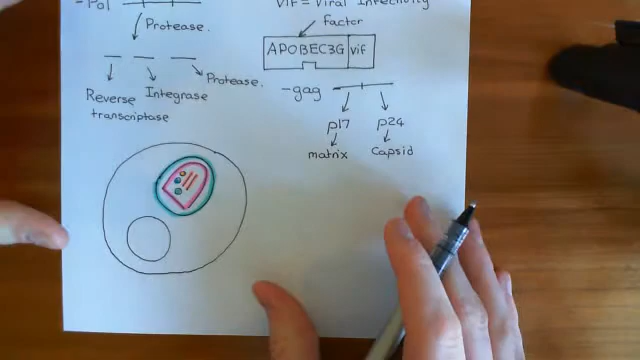 - Pol
Protease.
Protease.
Reverse transcriptase
Integrase
Vif = Viral Infectivity
Factor
APOBEC3G vif
- gag
p17 p24
matrix Capsid